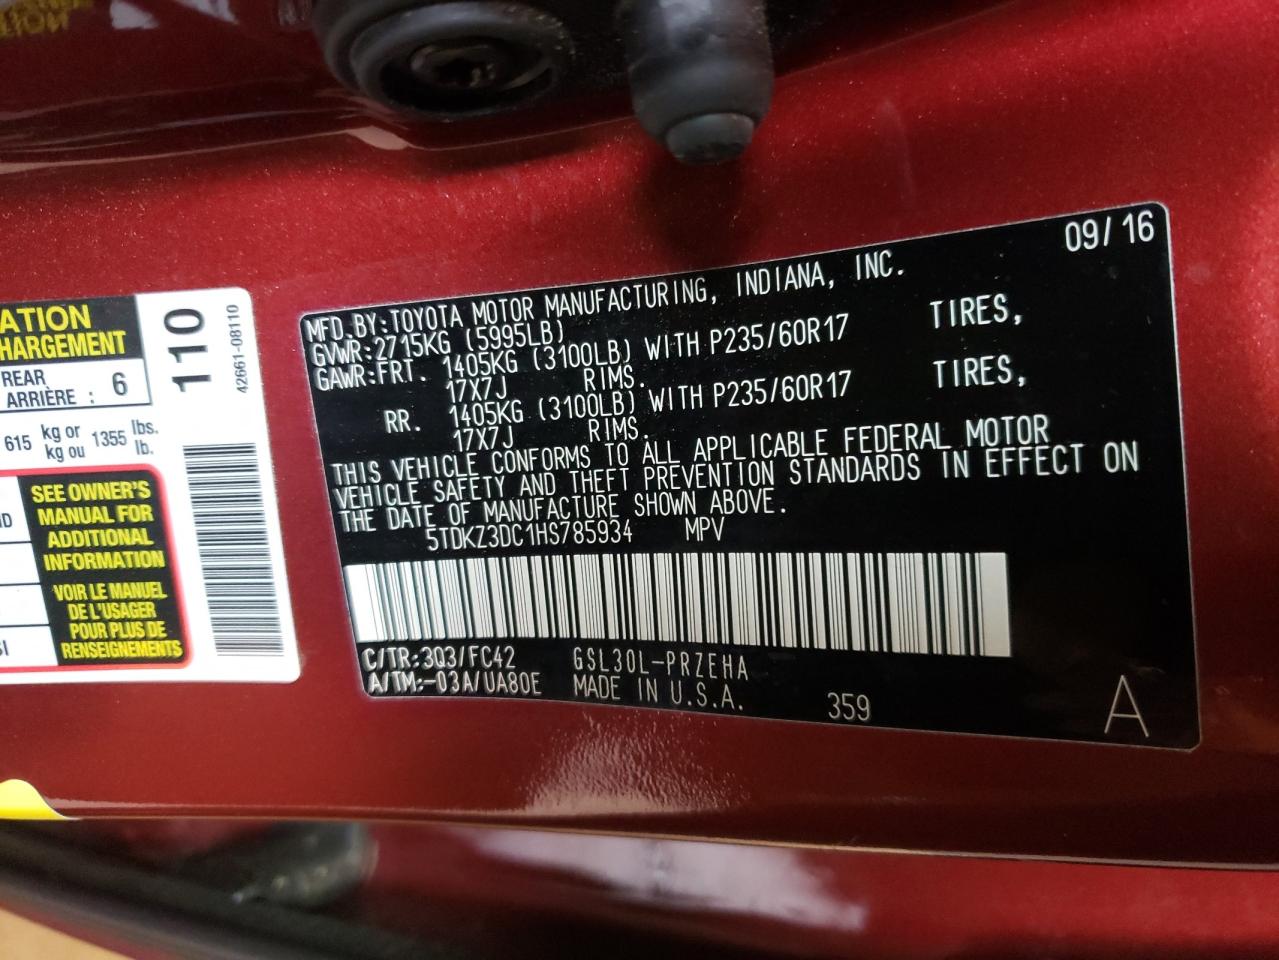 ATION
HARGEMENT
REAR
ARRIÈRE : 6
615 kg or
kg ou 1355 lbs.
lb.
SEE OWNER'S
MANUAL FOR
ADDITIONAL
INFORMATION
VOIR LE MANUEL
DE L'USAGER
POUR PLUS DE
RENSEIGNEMENTS
110
42661-08110
09/16
MFD.BY:TOYOTA MOTOR MANUFACTURING, INDIANA, INC.
GVWR:2715KG (5995LB)
GAWR:FRT. 1405KG (3100LB) WITH P235/60R17 TIRES,
17X7J RIMS.
RR. 1405KG (3100LB) WITH P235/60R17 TIRES,
17X7J RIMS.
THIS VEHICLE CONFORMS TO ALL APPLICABLE FEDERAL MOTOR
VEHICLE SAFETY AND THEFT PREVENTION STANDARDS IN EFFECT ON
THE DATE OF MANUFACTURE SHOWN ABOVE.
5TDKZ3DC1HS785934 MPV
C/TR:3Q3/FC42 GSL30L-PRZEHA
A/TM:-03A/UA80E MADE IN U.S.A. 359 A